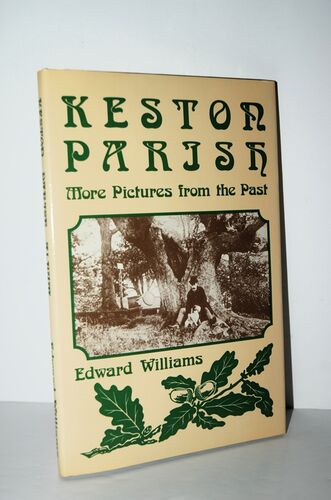 KESTON
PARISH
More Pictures from the Past
Edward Williams